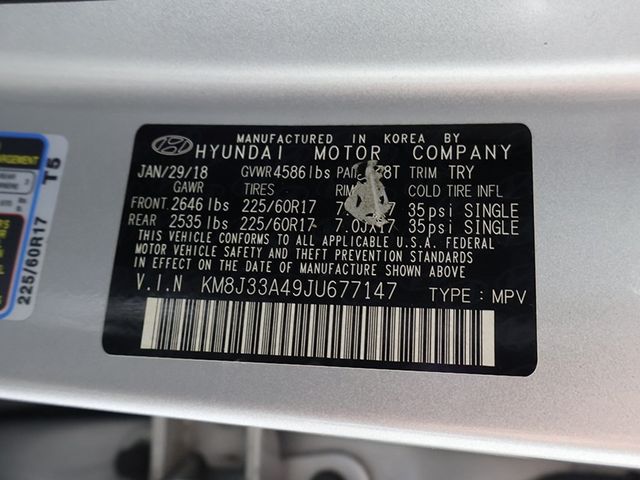 MANUFACTURED IN KOREA BY
HYUNDAI MOTOR COMPANY
JAN/29/18 GVWR 4586 lbs TRIM TRY
GAWR TIRES RIM COLD TIRE INFL
FRONT 2646 lbs 225/60R17 35psi SINGLE
REAR 2535 lbs 225/60R17 7.0JX17 35psi SINGLE
THIS VEHICLE CONFORMS TO ALL APPLICABLE U.S.A. FEDERAL
MOTOR VEHICLE SAFETY AND THEFT PREVENTION STANDARDS
IN EFFECT ON THE DATE OF MANUFACTURE SHOWN ABOVE.
V.I.N KM8J33A49JU677147 TYPE : MPV
225/60R17 T5